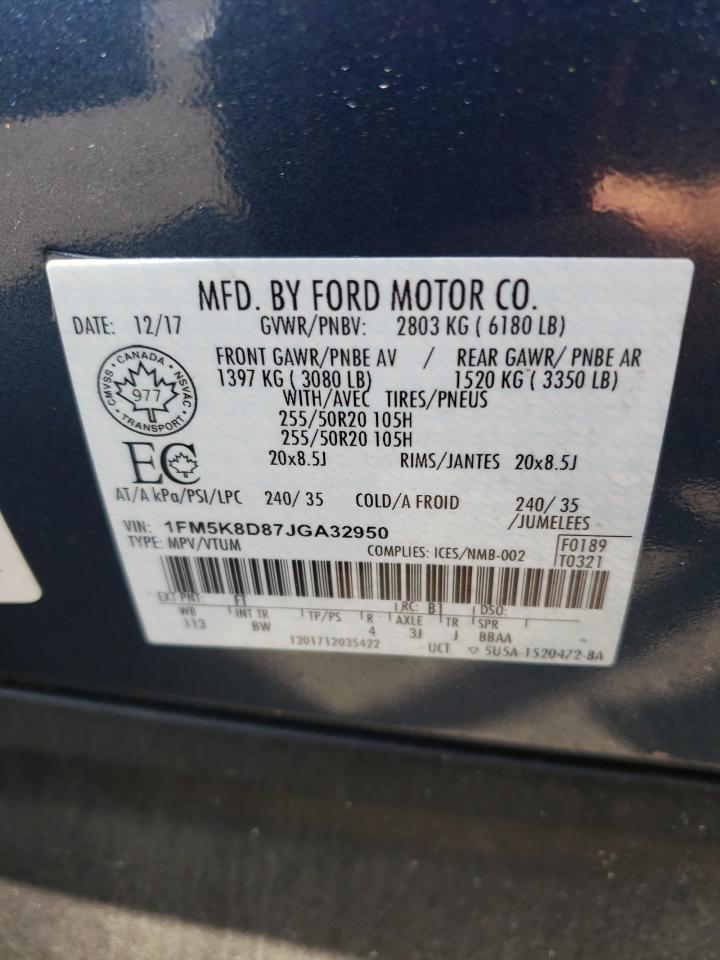 MFD. BY FORD MOTOR CO.
DATE: 12/17 GVWR/PNBV: 2803 KG ( 6180 LB)
FRONT GAWR/PNBE AV / REAR GAWR/ PNBE AR
1397 KG ( 3080 LB) 1520 KG ( 3350 LB)
WITH/AVEC TIRES/PNEUS
255/50R20 105H
255/50R20 105H
CANADA
CMVSS NSVAC
977
TRANSPORT
EC
20x8.5J RIMS/JANTES 20x8.5J
AT/A kPa/PSI/LPC 240/ 35 COLD/A FROID 240/ 35
/JUMELEES
VIN: 1FM5K8D87JGA32950
TYPE: MPV/VTUM COMPLIES: ICES/NMB-002
F0189
T0321
EXT PNT: FT RC: B1 DSO:
WB INT TR TP/PS R AXLE TR SPR
113 BW 4 3J J BBAA
1201712035422 UCT ▽ 5U5A-1520472-BA